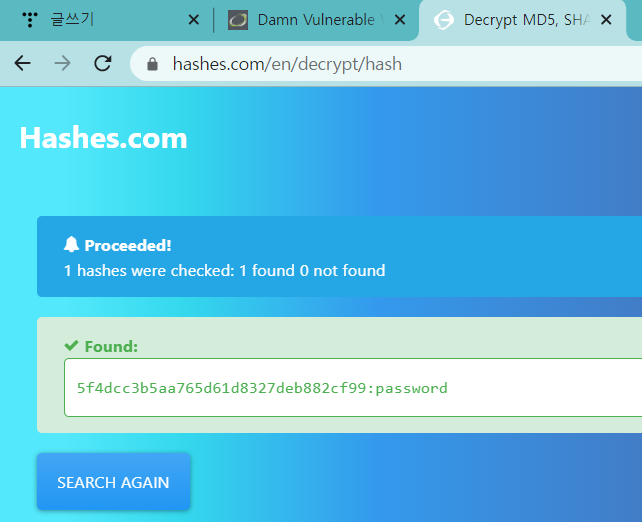 글쓰기
Damn Vulnerable
Decrypt MD5, SHA
hashes.com/en/decrypt/hash
Hashes.com
Proceeded!
1 hashes were checked: 1 found 0 not found
Found:
5f4dcc3b5aa765d61d8327deb882cf99:password
SEARCH AGAIN